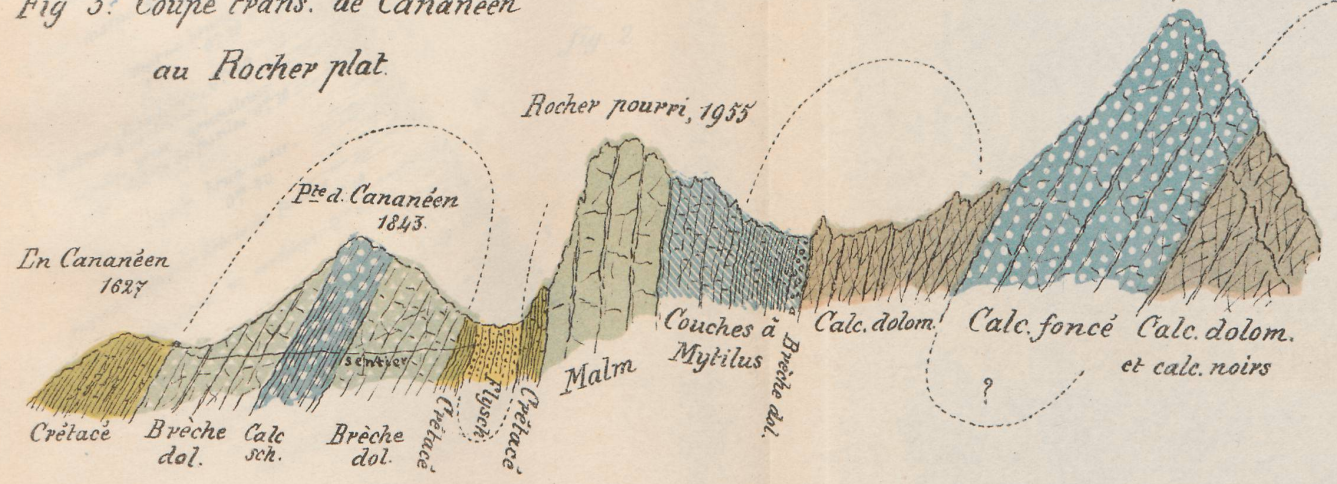 Fig 3. Coupe trans. de Cananéen
au Rocher plat.
Rocher pourri, 1955
Pte d. Cananéen
1843.
En Cananéen
1627
sentier
Crétacé
Brèche
dol.
Calc
sch.
Brèche
dol.
Crétacé
Flysch
Crétacé
Malm
Couches à
Mytilus
Brèche dol.
Calc. dolom.
?
Calc. foncé
Calc. dolom.
et calc. noirs